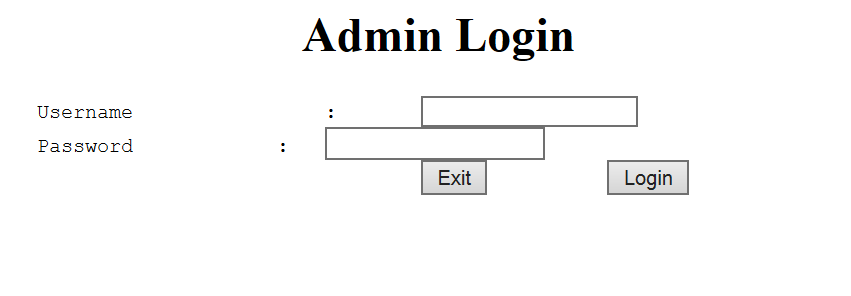 Admin Login
Username :
Password :
Exit Login